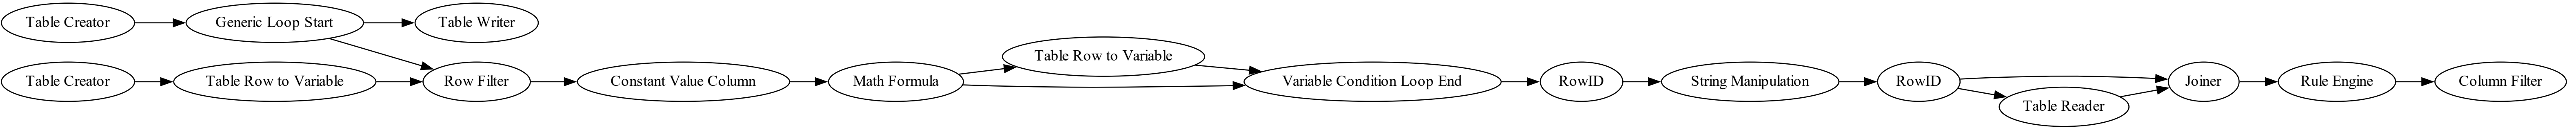 Table Creator
Generic Loop Start
Table Writer
Table Row to Variable
Table Creator
Table Row to Variable
Row Filter
Constant Value Column
Math Formula
Variable Condition Loop End
RowID
String Manipulation
RowID
Joiner
Rule Engine
Column Filter
Table Reader